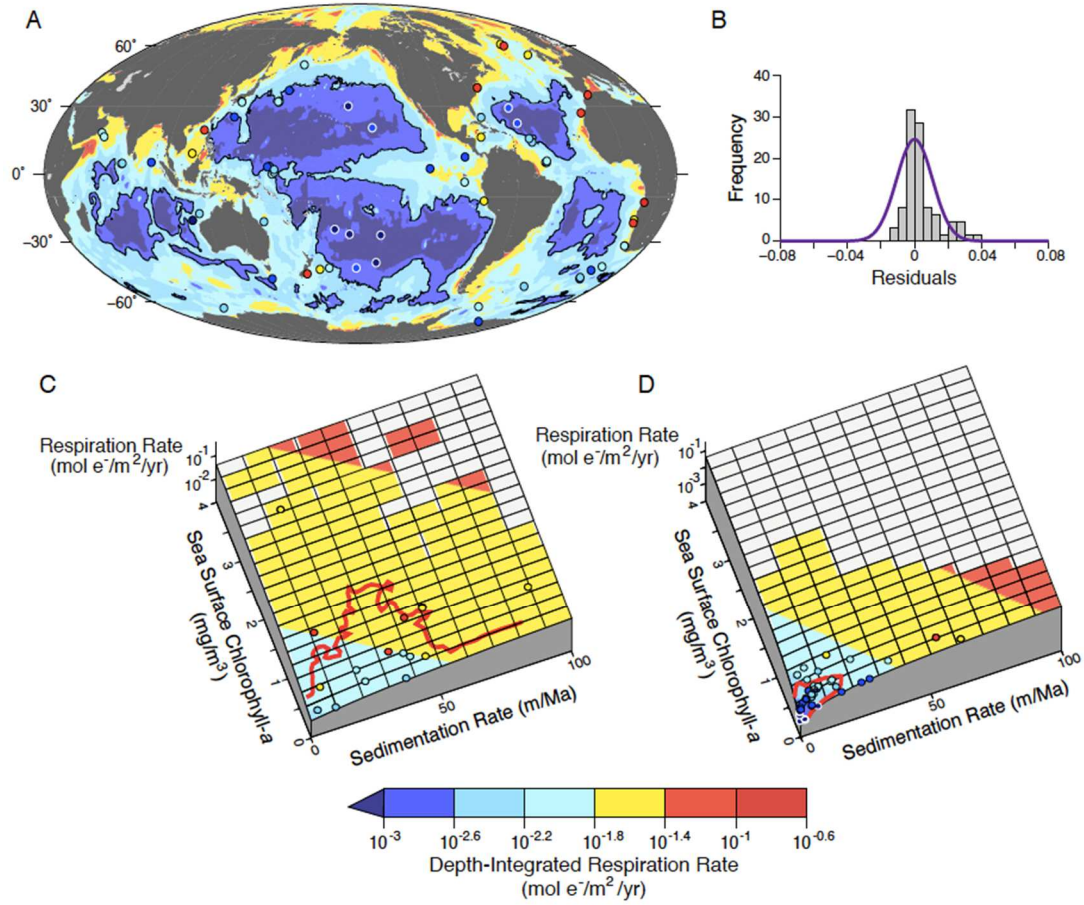 A
60°
30°
0°
−30°
−60°
B
40
30
20
10
0
Frequency
−0.08
−0.04
0
0.04
0.08
Residuals
C
Respiration Rate
(mol e-/m2/yr)
10-1
10-2
4
3
2
1
0
Sea Surface Chlorophyll-a
(mg/m3)
0
50
100
Sedimentation Rate (m/Ma)
D
Respiration Rate
(mol e-/m2/yr)
10-1
10-3
4
3
2
1
0
Sea Surface Chlorophyll-a
(mg/m3)
0
50
100
Sedimentation Rate (m/Ma)
10-3
10-2.6
10-2.2
10-1.8
10-1.4
10-1
10-0.6
Depth-Integrated Respiration Rate
(mol e-/m2/yr)